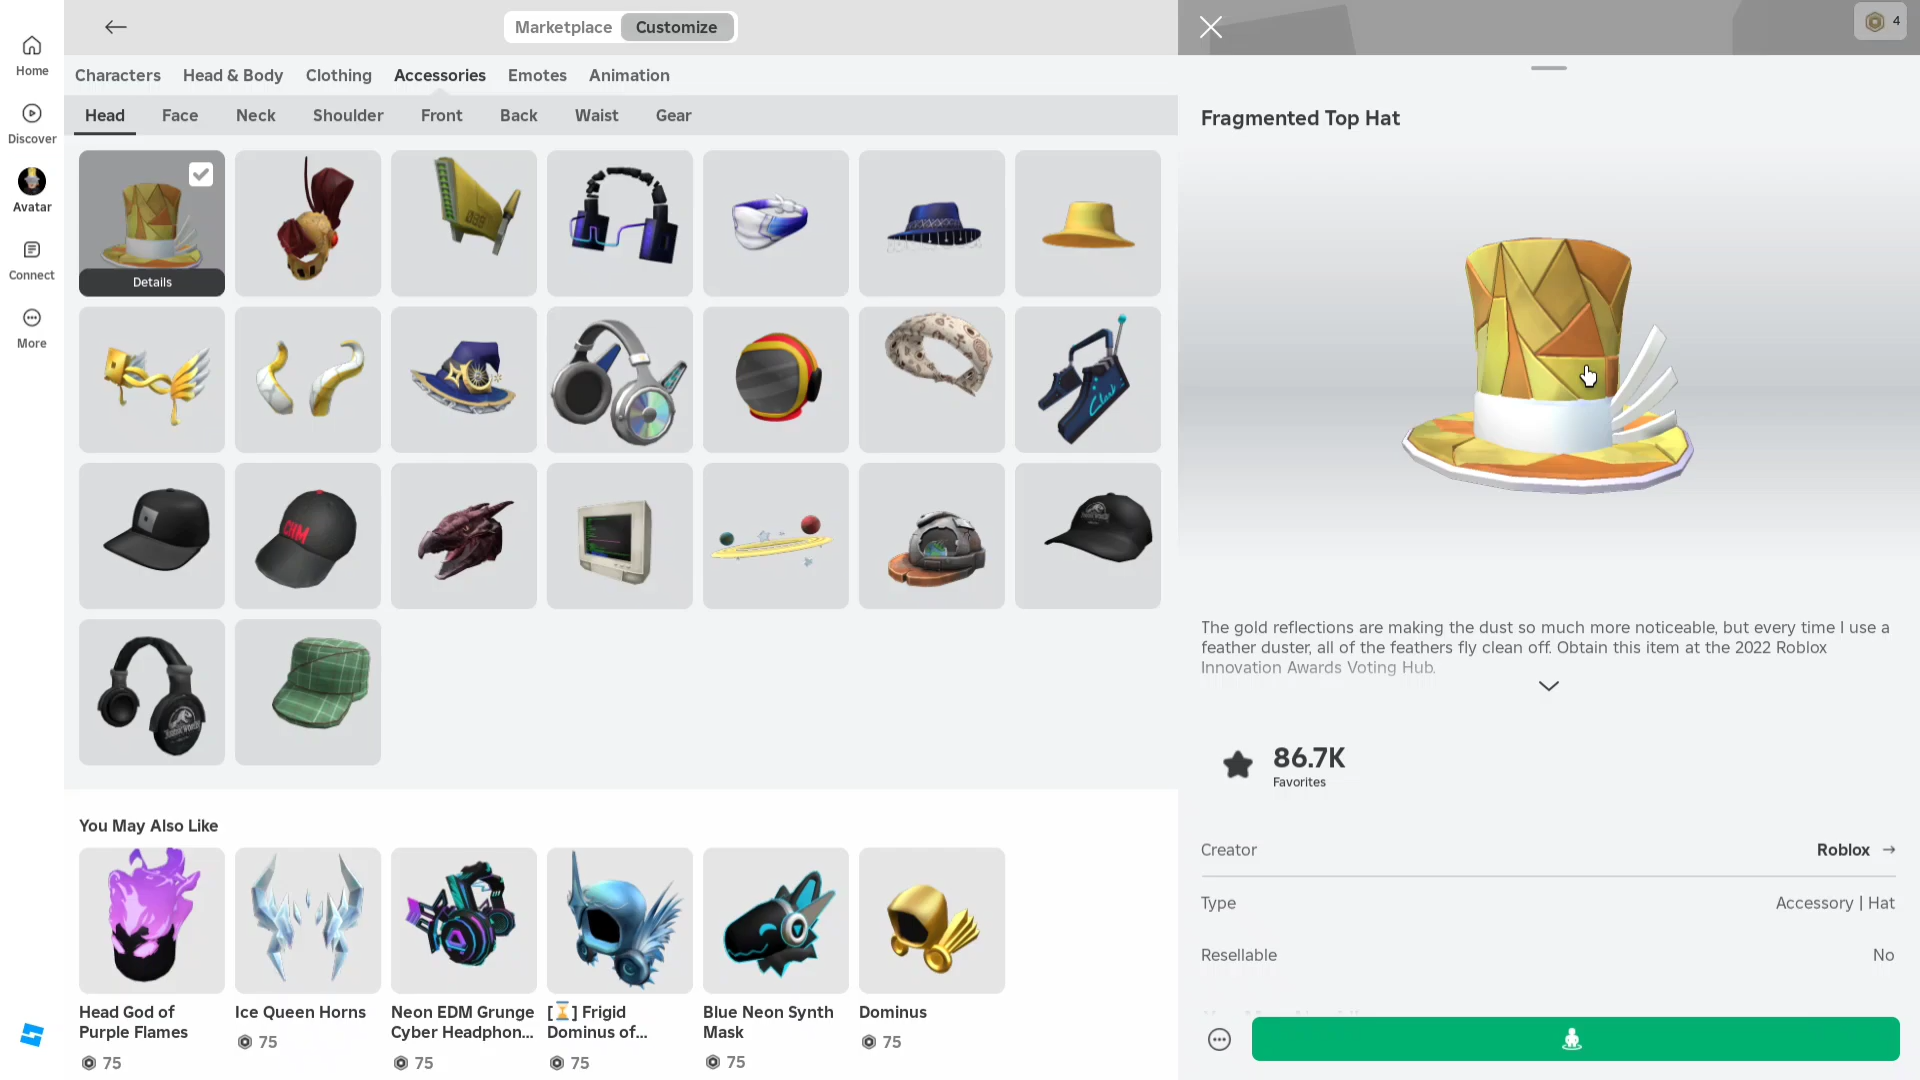 Marketplace
Customize
4
Home
Discover
Avatar
Connect
More
Characters
Head & Body
Clothing
Accessories
Emotes
Animation
Head
Face
Neck
Shoulder
Front
Back
Waist
Gear
Details
Clark
CIIM
You May Also Like
Head God of
Purple Flames
75
Ice Queen Horns
75
Neon EDM Grunge
Cyber Headphon...
75
[⏳] Frigid
Dominus of...
75
Blue Neon Synth
Mask
75
Dominus
75
Fragmented Top Hat
The gold reflections are making the dust so much more noticeable, but every time I use a
feather duster, all of the feathers fly clean off. Obtain this item at the 2022 Roblox
Innovation Awards Voting Hub.
86.7K
Favorites
Creator
Roblox
Type
Accessory | Hat
Resellable
No